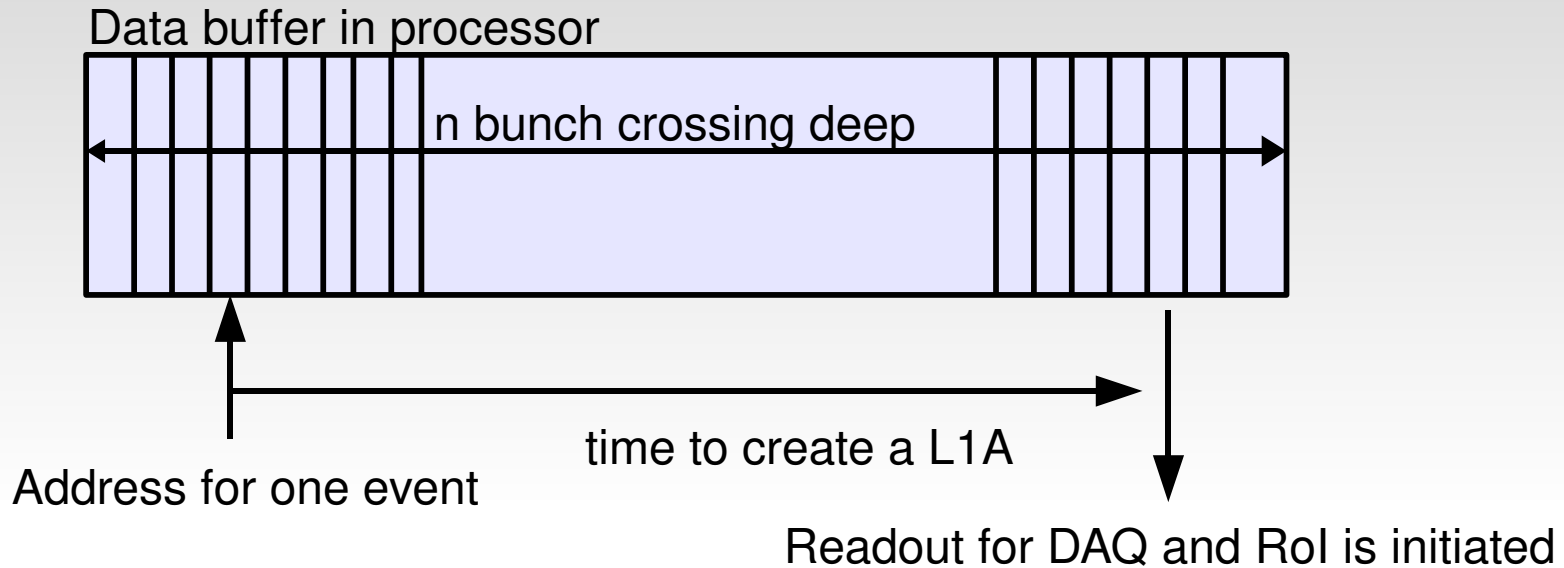 Data buffer in processor
n bunch crossing deep
time to create a L1A
Address for one event
Readout for DAQ and RoI is initiated